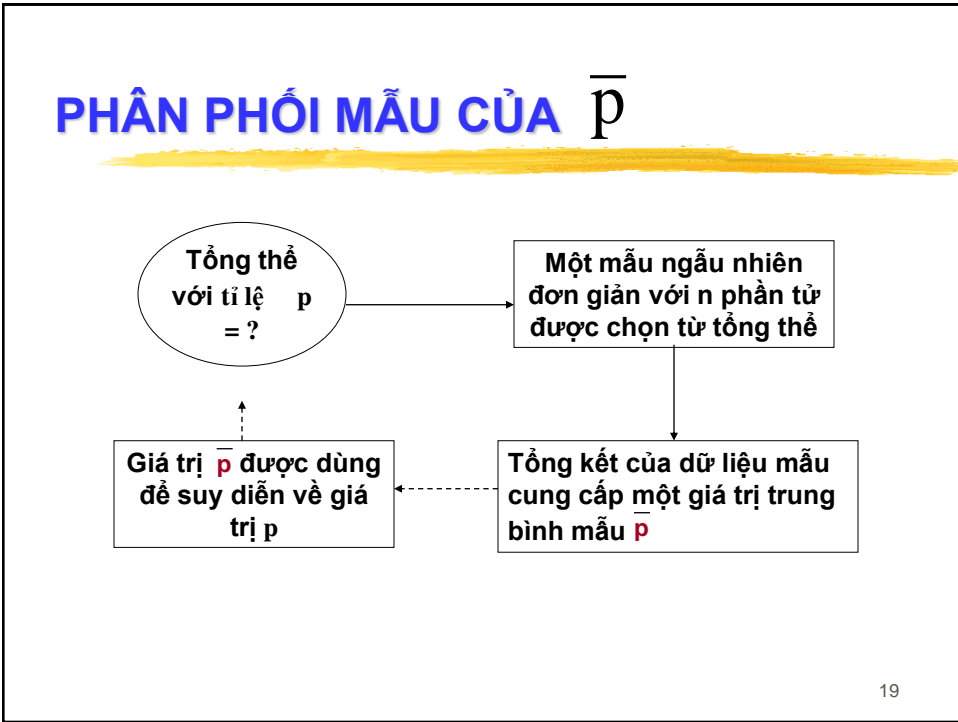 PHÂN PHỐI MẪU CỦA p̅
Tổng thể
với tỉ lệ p
= ?
Một mẫu ngẫu nhiên
đơn giản với n phần tử
được chọn từ tổng thể
Giá trị p̅ được dùng
để suy diễn về giá
trị p
Tổng kết của dữ liệu mẫu
cung cấp một giá trị trung
bình mẫu p̅
19